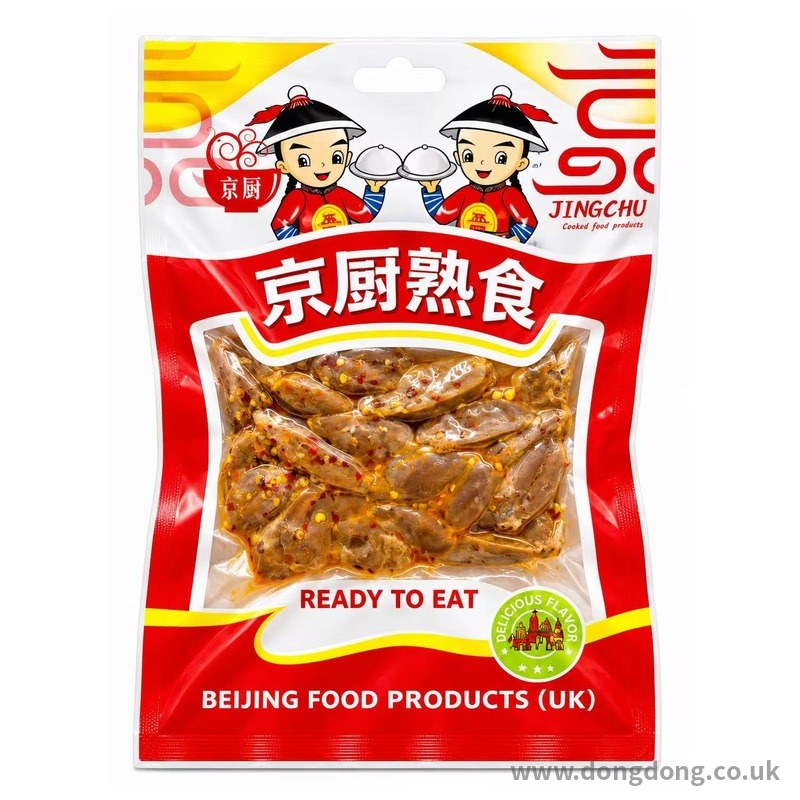 京厨
JINGCHU
Cooked food products
京厨熟食
READY TO EAT
DELICIOUS FLAVOR
BEIJING FOOD PRODUCTS (UK)
www.dongdong.co.uk